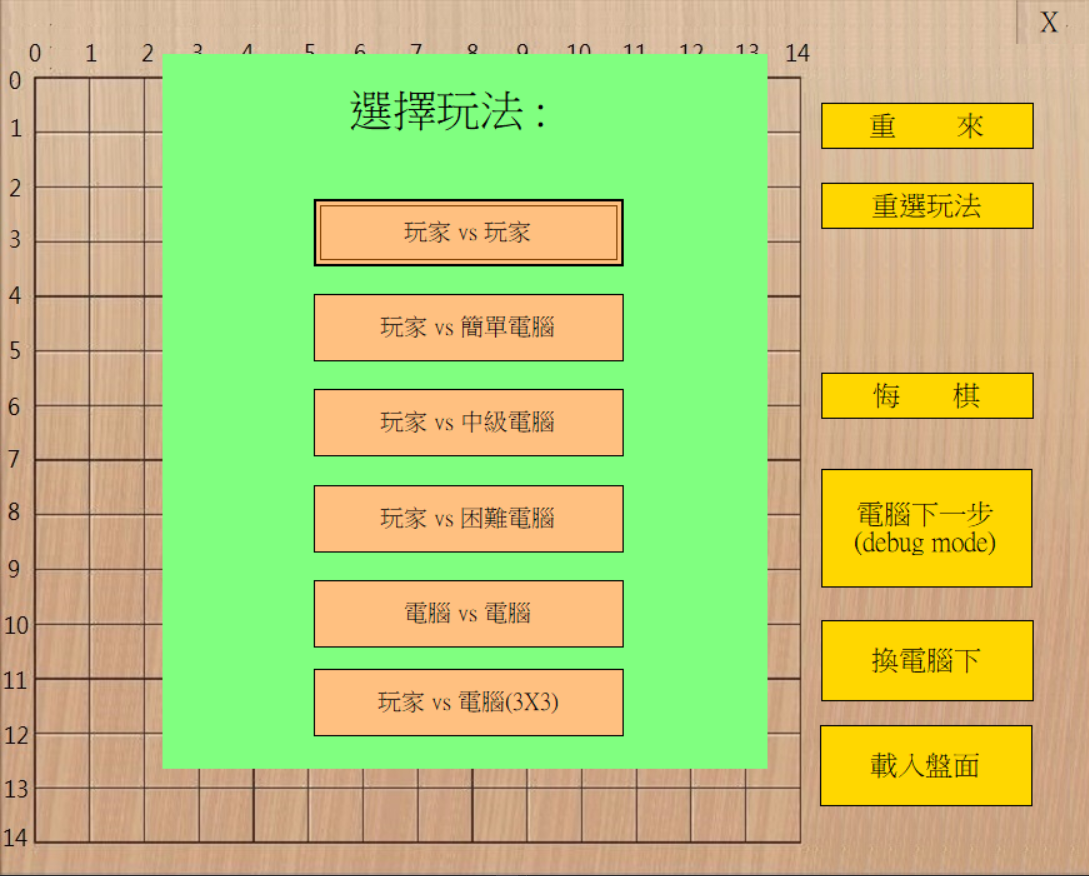 X
0 1 2 3 4 5 6 7 8 9 10 11 12 13 14
0
1
2
3
4
5
6
7
8
9
10
11
12
13
14
選擇玩法 :
玩家 vs 玩家
玩家 vs 簡單電腦
玩家 vs 中級電腦
玩家 vs 困難電腦
電腦 vs 電腦
玩家 vs 電腦(3X3)
重 來
重選玩法
悔 棋
電腦下一步
(debug mode)
換電腦下
載入盤面